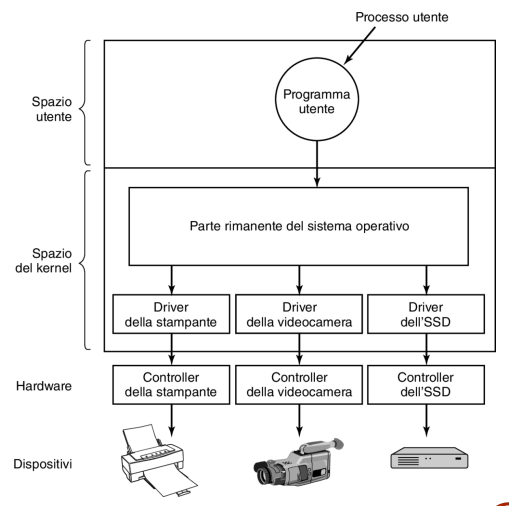 Processo utente
Programma
utente
Spazio
utente
Parte rimanente del sistema operativo
Spazio
del kernel
Driver
della stampante
Driver
della videocamera
Driver
dell'SSD
Hardware
Controller
della stampante
Controller
della videocamera
Controller
dell'SSD
Dispositivi